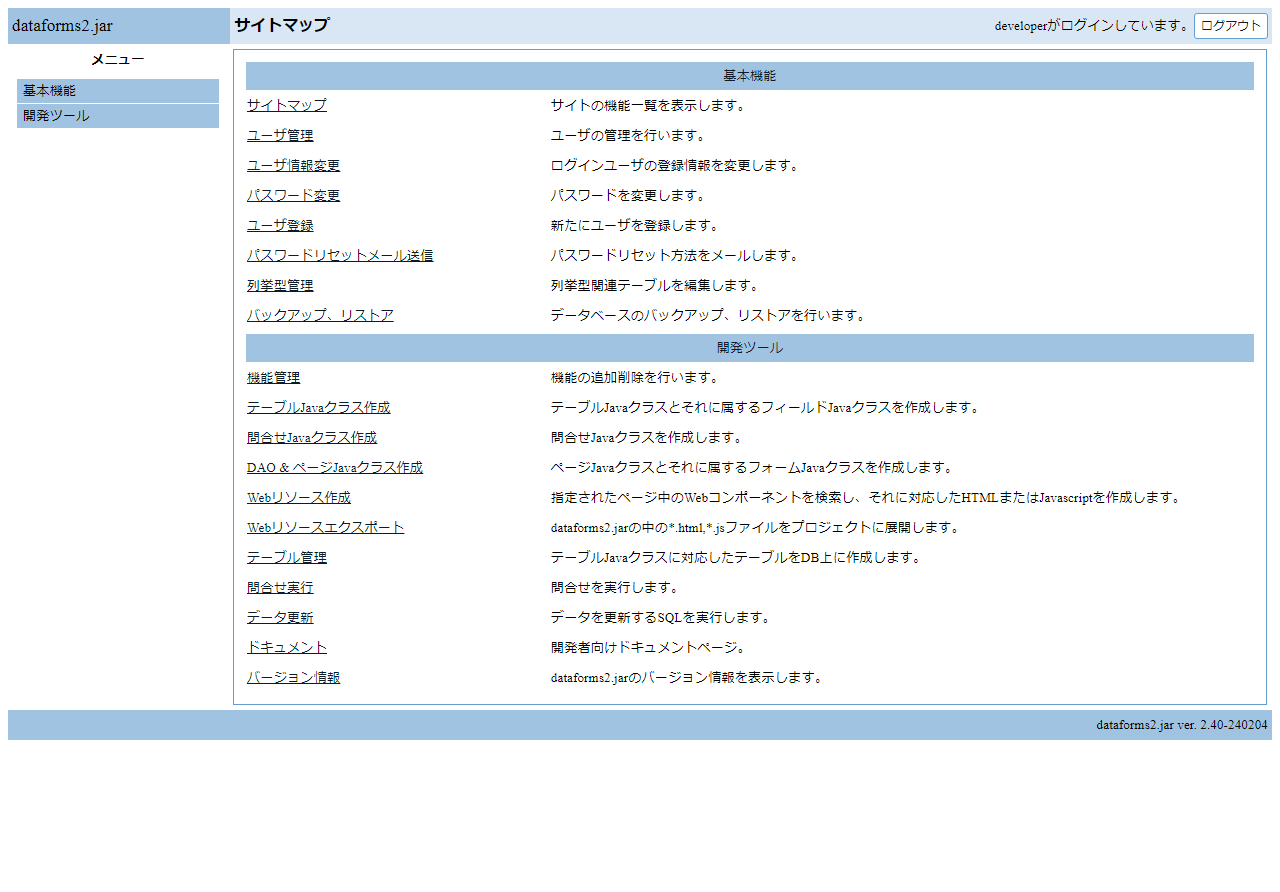 dataforms2.jar
サイトマップ
developerがログインしています。 ログアウト
メニュー
基本機能
開発ツール
基本機能
サイトマップ サイトの機能一覧を表示します。
ユーザ管理 ユーザの管理を行います。
ユーザ情報変更 ログインユーザの登録情報を変更します。
パスワード変更 パスワードを変更します。
ユーザ登録 新たにユーザを登録します。
パスワードリセットメール送信 パスワードリセット方法をメールします。
列挙型管理 列挙型関連テーブルを編集します。
バックアップ、リストア データベースのバックアップ、リストアを行います。
開発ツール
機能管理 機能の追加削除を行います。
テーブルJavaクラス作成 テーブルJavaクラスとそれに属するフィールドJavaクラスを作成します。
問合せJavaクラス作成 問合せJavaクラスを作成します。
DAO & ページJavaクラス作成 ページJavaクラスとそれに属するフォームJavaクラスを作成します。
Webリソース作成 指定されたページ中のWebコンポーネントを検索し、それに対応したHTMLまたはJavascriptを作成します。
Webリソースエクスポート dataforms2.jarの中の*.html,*.jsファイルをプロジェクトに展開します。
テーブル管理 テーブルJavaクラスに対応したテーブルをDB上に作成します。
問合せ実行 問合せを実行します。
データ更新 データを更新するSQLを実行します。
ドキュメント 開発者向けドキュメントページ。
バージョン情報 dataforms2.jarのバージョン情報を表示します。
dataforms2.jar ver. 2.40-240204